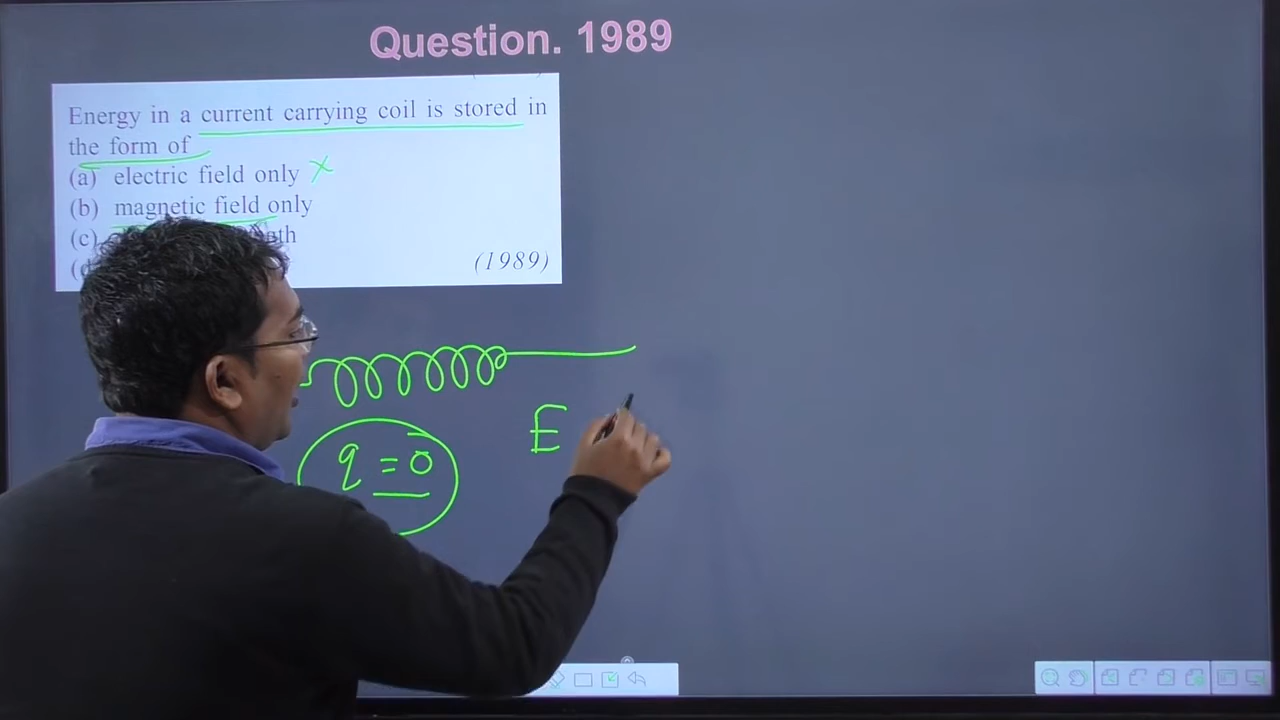 Question. 1989
Energy in a current carrying coil is stored in
the form of
(a) electric field only x
(b) magnetic field only
(c)
(1989)
q = 0
E